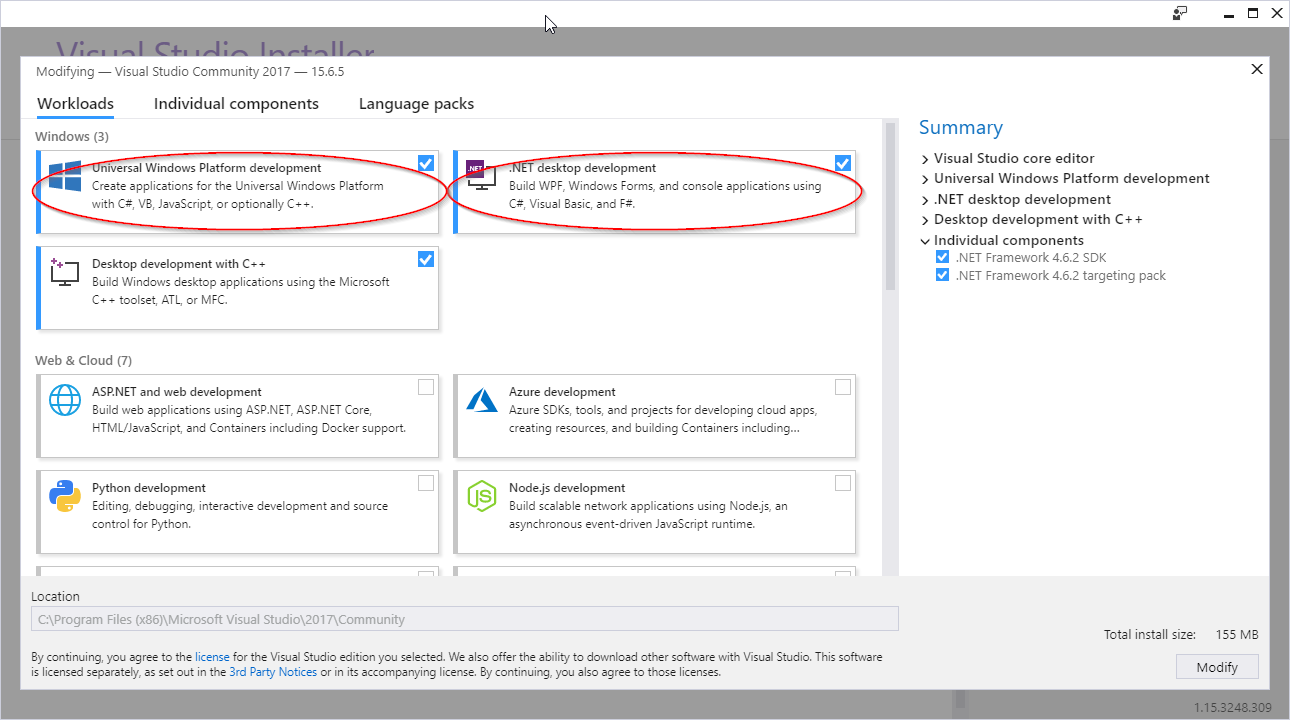 Visual Studio Installer
Modifying — Visual Studio Community 2017 — 15.6.5
Workloads
Individual components
Language packs
Windows (3)
Universal Windows Platform development
Create applications for the Universal Windows Platform
with C#, VB, JavaScript, or optionally C++.
.NET
.NET desktop development
Build WPF, Windows Forms, and console applications using
C#, Visual Basic, and F#.
Desktop development with C++
Build Windows desktop applications using the Microsoft
C++ toolset, ATL, or MFC.
Web & Cloud (7)
ASP.NET and web development
Build web applications using ASP.NET, ASP.NET Core,
HTML/JavaScript, and Containers including Docker support.
Azure development
Azure SDKs, tools, and projects for developing cloud apps,
creating resources, and building Containers including...
Python development
Editing, debugging, interactive development and source
control for Python.
JS
Node.js development
Build scalable network applications using Node.js, an
asynchronous event-driven JavaScript runtime.
Summary
Visual Studio core editor
Universal Windows Platform development
.NET desktop development
Desktop development with C++
Individual components
.NET Framework 4.6.2 SDK
.NET Framework 4.6.2 targeting pack
Location
C:\Program Files (x86)\Microsoft Visual Studio\2017\Community
By continuing, you agree to the license for the Visual Studio edition you selected. We also offer the ability to download other software with Visual Studio. This software
is licensed separately, as set out in the 3rd Party Notices or in its accompanying license. By continuing, you also agree to those licenses.
Total install size: 155 MB
Modify
1.15.3248.309